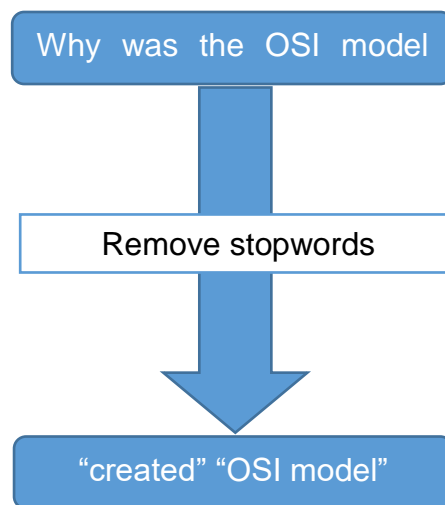 Why was the OSI model
Remove stopwords
“created” “OSI model”